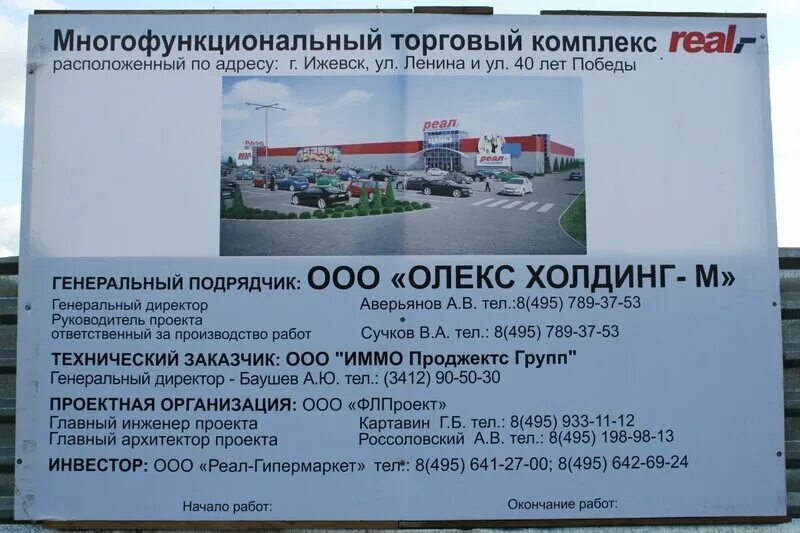 Многофункциональный торговый комплекс real,-
расположенный по адресу: г. Ижевск, ул. Ленина и ул. 40 лет Победы
реал,-
реал,-
реал,-
ГЕНЕРАЛЬНЫЙ ПОДРЯДЧИК: ООО «ОЛЕКС ХОЛДИНГ- М»
Генеральный директор Аверьянов А.В. тел.:8(495) 789-37-53
Руководитель проекта
ответственный за производство работ Сучков В.А. тел.: 8(495) 789-37-53
ТЕХНИЧЕСКИЙ ЗАКАЗЧИК: ООО "ИММО Проджектс Групп"
Генеральный директор - Баушев А.Ю. тел.: (3412) 90-50-30
ПРОЕКТНАЯ ОРГАНИЗАЦИЯ: ООО «ФЛПроект»
Главный инженер проекта Картавин Г.Б. тел.: 8(495) 933-11-12
Главный архитектор проекта Россоловский А.В. тел.: 8(495) 198-98-13
ИНВЕСТОР: ООО «Реал-Гипермаркет» тел.: 8(495) 641-27-00; 8(495) 642-69-24
Начало работ: Окончание работ: